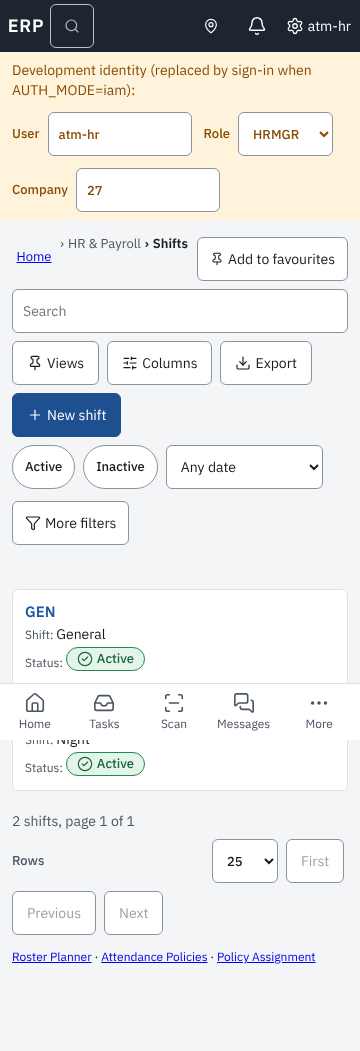 ERP
atm-hr
Development identity (replaced by sign-in when
AUTH_MODE=iam):
User atm-hr Role HRMGR
Company 27
Home › HR & Payroll › Shifts
Add to favourites
Search
Views Columns Export
New shift
Active Inactive Any date
More filters
GEN
Shift: General
Status: Active
Home Tasks Scan Messages More
Shift: Night
Status: Active
2 shifts, page 1 of 1
Rows 25 First
Previous Next
Roster Planner · Attendance Policies · Policy Assignment